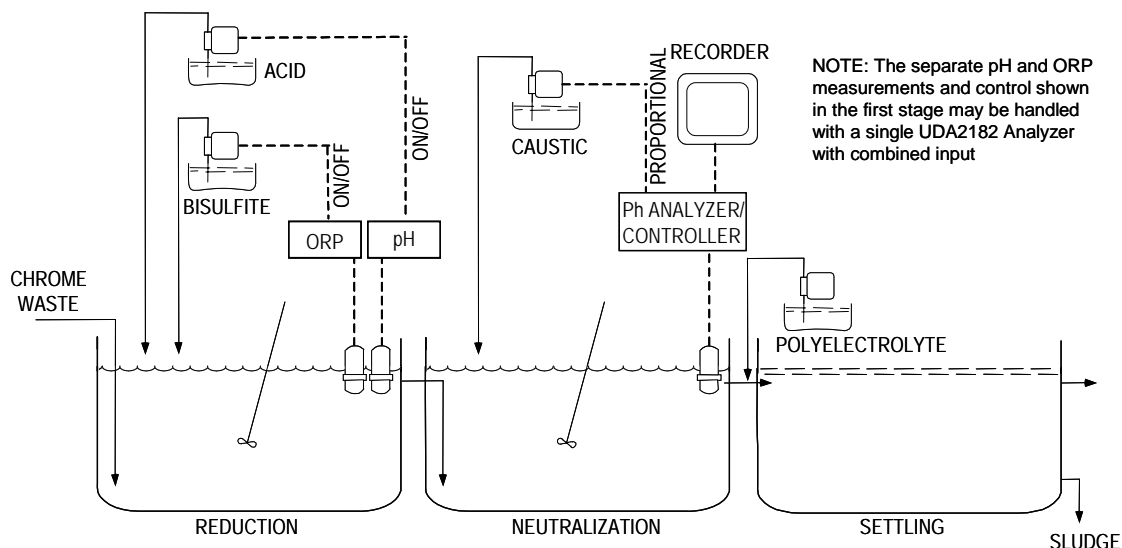 ACID
ON/OFF
BISULFITE
ON/OFF
ORP
pH
CHROME
WASTE
REDUCTION
CAUSTIC
PROPORTIONAL
RECORDER
Ph ANALYZER/
CONTROLLER
NEUTRALIZATION
NOTE: The separate pH and ORP
measurements and control shown
in the first stage may be handled
with a single UDA2182 Analyzer
with combined input
POLYELECTROLYTE
SETTLING
SLUDGE